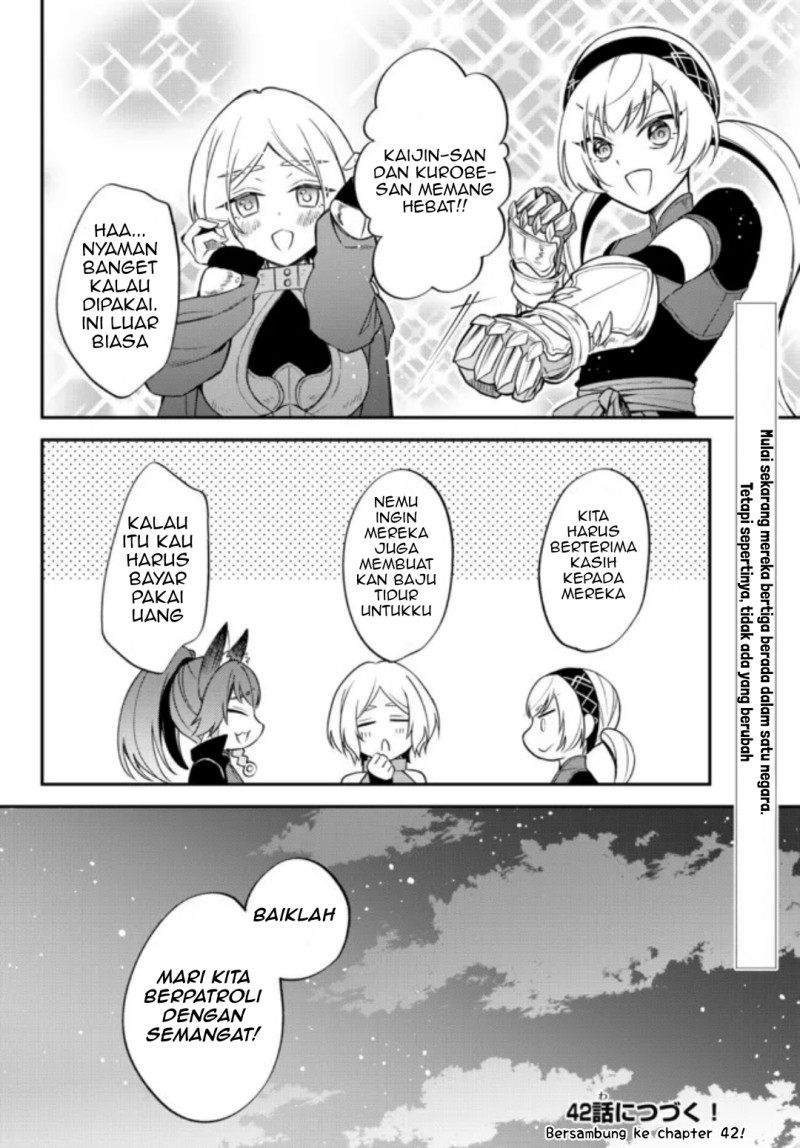 KAIJIN-SAN
DAN KUROBE-
SAN MEMANG
HEBAT!!
HAA...
NYAMAN
BANGET
KALAU
DIPAKAI.
INI LUAR
BIASA
KITA
HARUS
BERTERIMA
KASIH
KEPADA
MEREKA
NEMU
INGIN
MEREKA
JUGA
MEMBUAT
KAN BAJU
TIDUR
UNTUKKU
KALAU
ITU KAU
HARUS
BAYAR
PAKAI
UANG
Mulai sekarang mereka bertiga berada dalam satu negara.
Tetapi sepertinya, tidak ada yang berubah
BAIKLAH
MARI KITA
BERPATROLI
DENGAN
SEMANGAT!
わ
42話につづく!
Bersambung ke chapter 42!